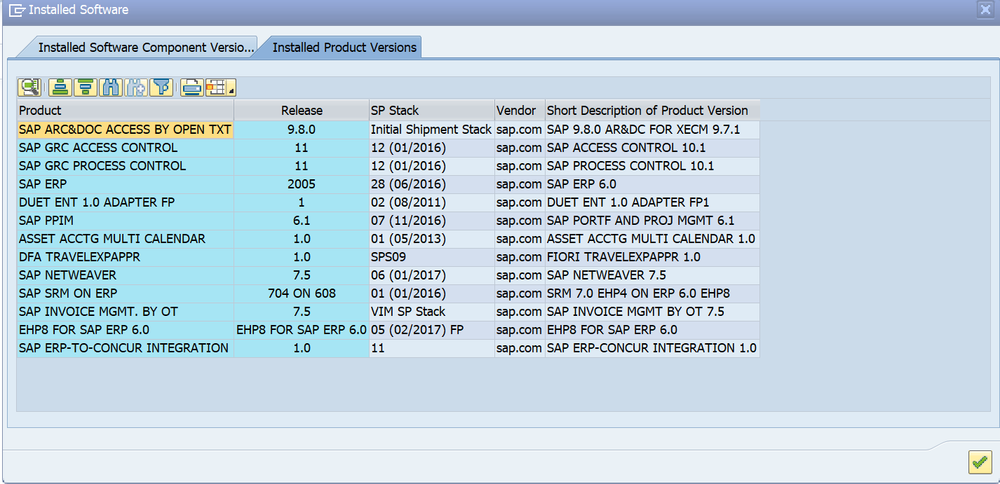 Installed Software
Installed Software Component Versio... Installed Product Versions
Product Release SP Stack Vendor Short Description of Product Version
SAP ARC&DOC ACCESS BY OPEN TXT 9.8.0 Initial Shipment Stack sap.com SAP 9.8.0 AR&DC FOR XECM 9.7.1
SAP GRC ACCESS CONTROL 11 12 (01/2016) sap.com SAP ACCESS CONTROL 10.1
SAP GRC PROCESS CONTROL 11 12 (01/2016) sap.com SAP PROCESS CONTROL 10.1
SAP ERP 2005 28 (06/2016) sap.com SAP ERP 6.0
DUET ENT 1.0 ADAPTER FP 1 02 (08/2011) sap.com DUET ENT 1.0 ADAPTER FP1
SAP PPIM 6.1 07 (11/2016) sap.com SAP PORTF AND PROJ MGMT 6.1
ASSET ACCTG MULTI CALENDAR 1.0 01 (05/2013) sap.com ASSET ACCTG MULTI CALENDAR 1.0
DFA TRAVELEXPAPPR 1.0 SPS09 sap.com FIORI TRAVELEXPAPPR 1.0
SAP NETWEAVER 7.5 06 (01/2017) sap.com SAP NETWEAVER 7.5
SAP SRM ON ERP 704 ON 608 01 (01/2016) sap.com SRM 7.0 EHP4 ON ERP 6.0 EHP8
SAP INVOICE MGMT. BY OT 7.5 VIM SP Stack sap.com SAP INVOICE MGMT BY OT 7.5
EHP8 FOR SAP ERP 6.0 EHP8 FOR SAP ERP 6.0 05 (02/2017) FP sap.com EHP8 FOR SAP ERP 6.0
SAP ERP-TO-CONCUR INTEGRATION 1.0 11 sap.com SAP ERP-CONCUR INTEGRATION 1.0